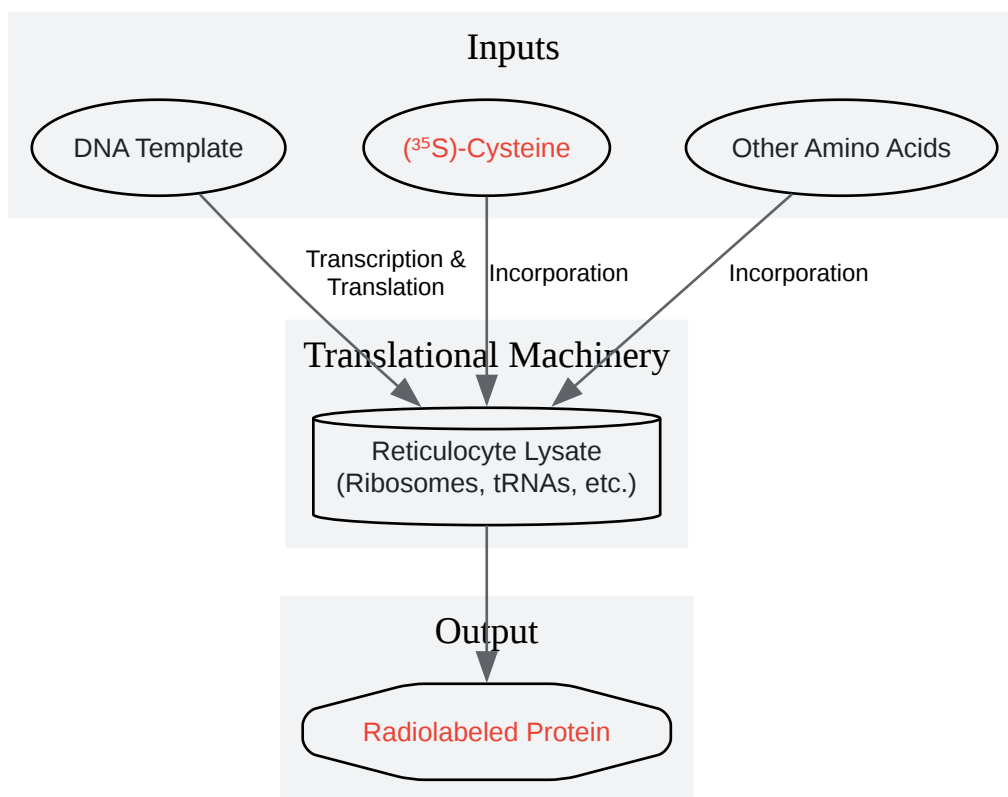 Inputs
DNA Template
(³⁵S)-Cysteine
Other Amino Acids
Transcription &
Translation
Incorporation
Incorporation
Translational Machinery
Reticulocyte Lysate
(Ribosomes, tRNAs, etc.)
Output
Radiolabeled Protein